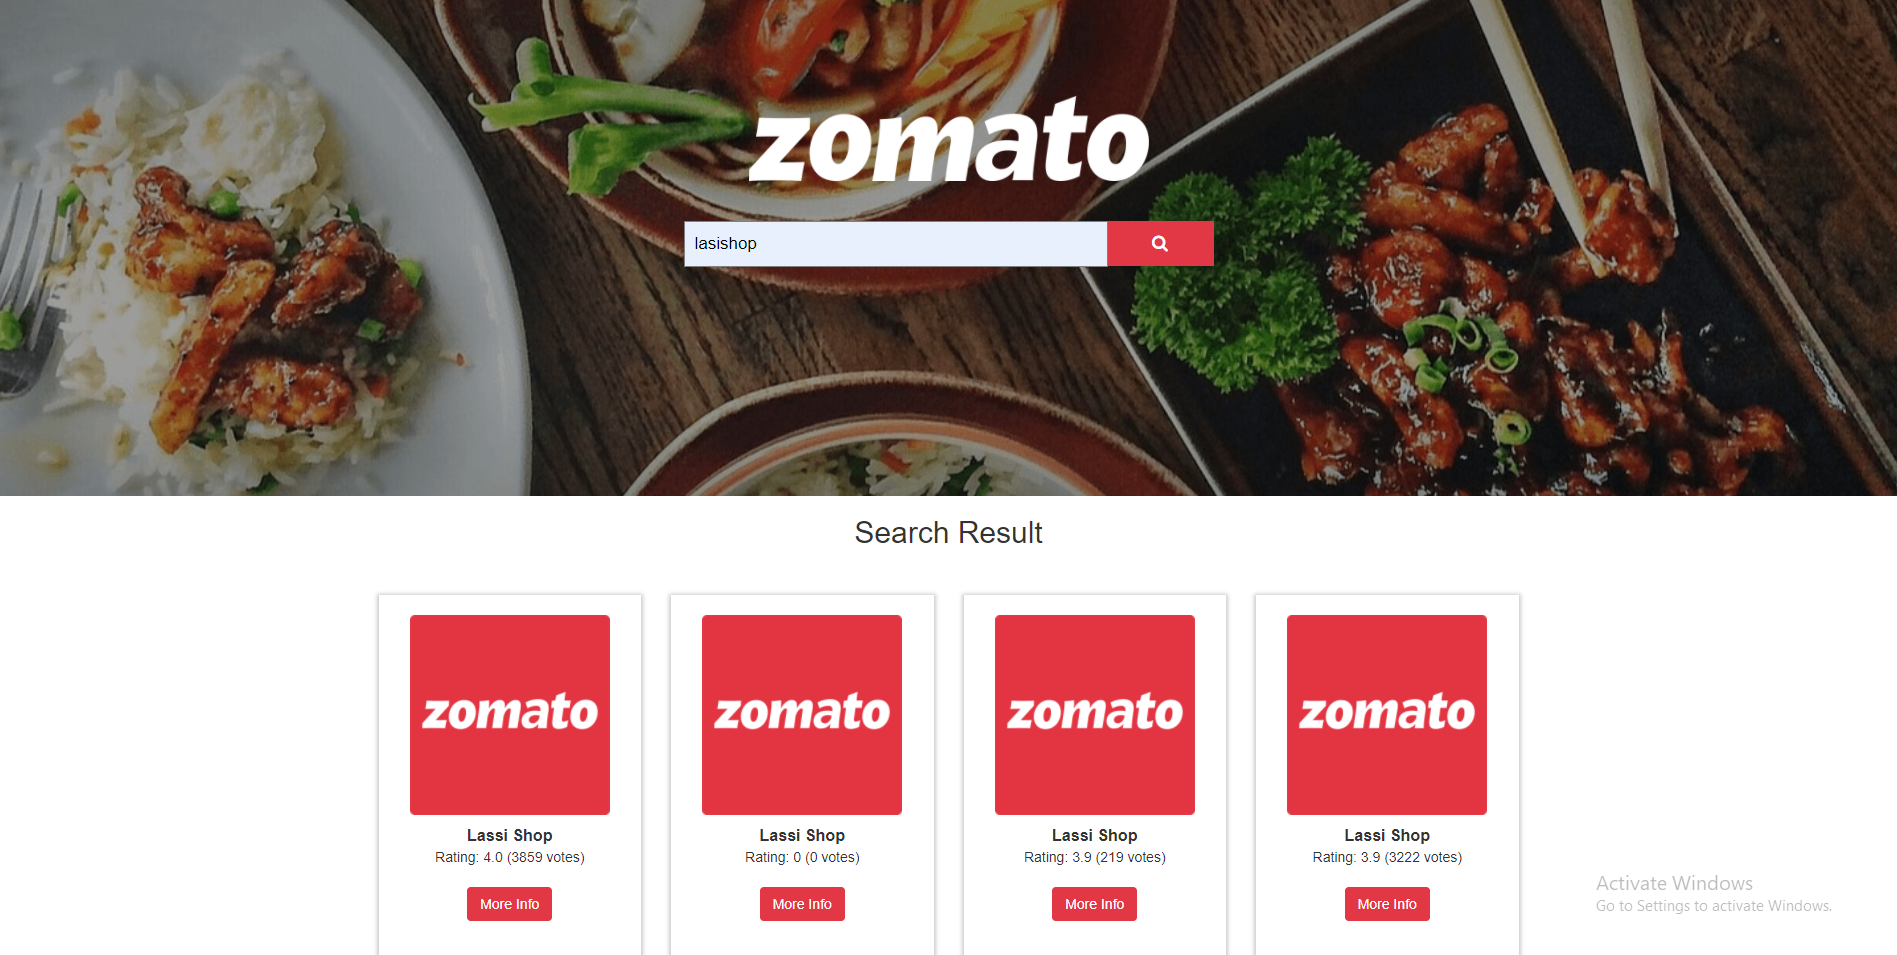 zomato
lasishop
Search Result
zomato
zomato
zomato
zomato
Lassi Shop
Rating: 4.0 (3859 votes)
More Info
Lassi Shop
Rating: 0 (0 votes)
More Info
Lassi Shop
Rating: 3.9 (219 votes)
More Info
Lassi Shop
Rating: 3.9 (3222 votes)
More Info
Activate Windows
Go to Settings to activate Windows.